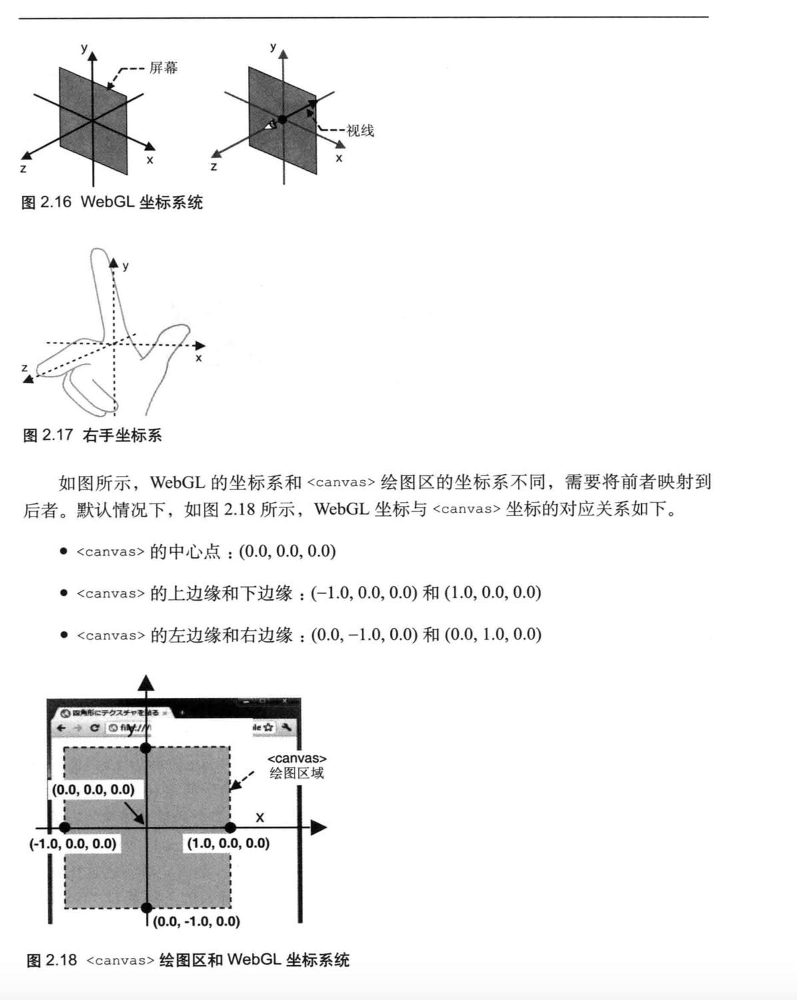 y
屏幕
x
z
y
视线
x
z
图 2.16 WebGL 坐标系统
y
x
z
图 2.17 右手坐标系
如图所示，WebGL 的坐标系和 <canvas> 绘图区的坐标系不同，需要将前者映射到
后者。默认情况下，如图 2.18 所示，WebGL 坐标与 <canvas> 坐标的对应关系如下。
● <canvas> 的中心点：(0.0, 0.0, 0.0)
● <canvas> 的上边缘和下边缘：(−1.0, 0.0, 0.0) 和 (1.0, 0.0, 0.0)
● <canvas> 的左边缘和右边缘：(0.0, −1.0, 0.0) 和 (0.0, 1.0, 0.0)
四角形にテクスチャを貼る
file:///
y
<canvas>
绘图区域
(0.0, 0.0, 0.0)
x
(-1.0, 0.0, 0.0)
(1.0, 0.0, 0.0)
(0.0, -1.0, 0.0)
图 2.18 <canvas> 绘图区和 WebGL 坐标系统